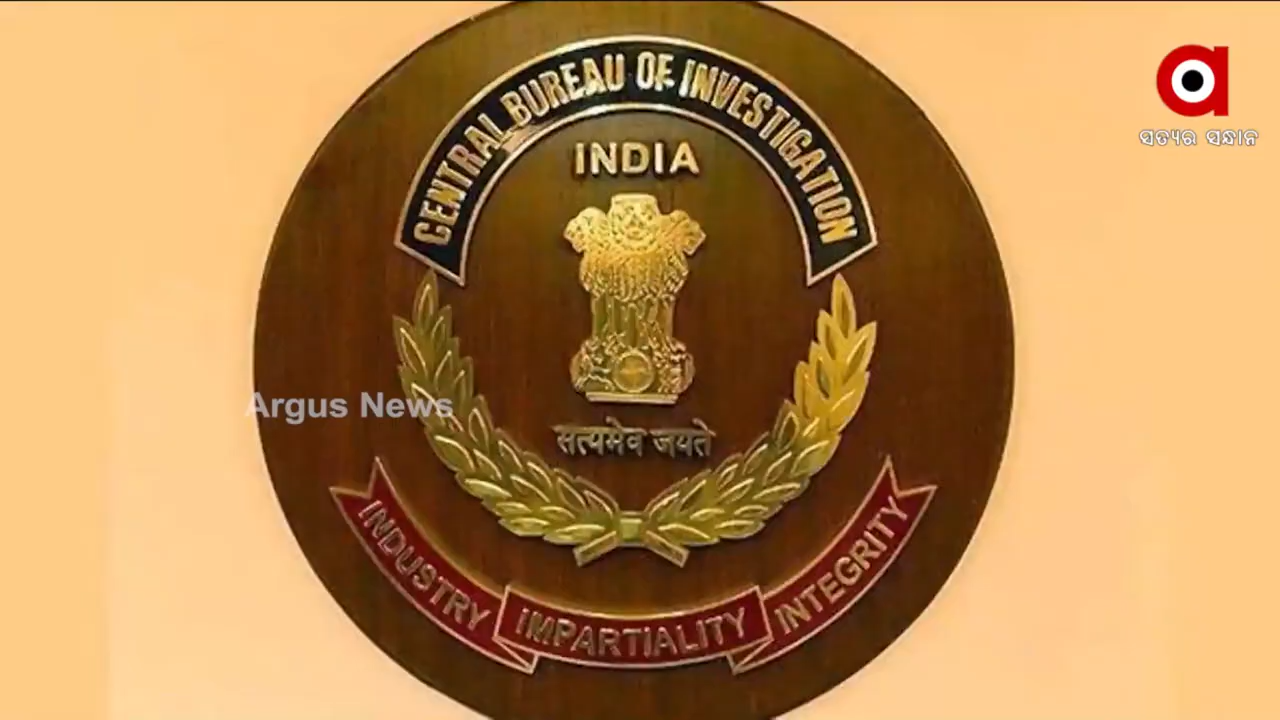 CENTRAL BUREAU OF INVESTIGATION
INDIA
ସତ୍ୟର ସନ୍ଧାନ
Argus News
सत्यमेव जयते
INDUSTRY IMPARTIALITY INTEGRITY